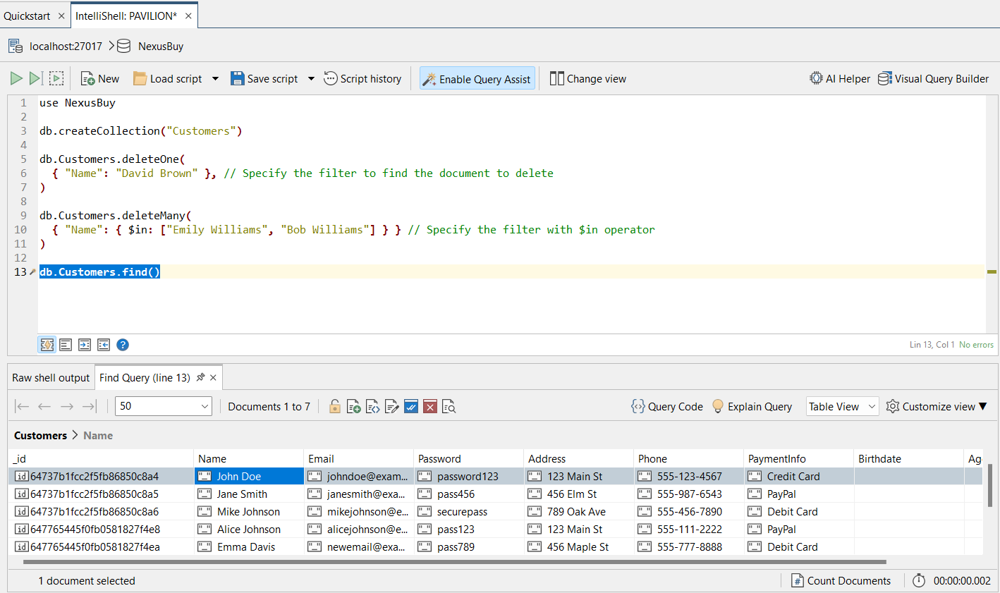 Quickstart × IntelliShell: PAVILION* ×
localhost:27017 > NexusBuy
New Load script Save script Script history Enable Query Assist Change view AI Helper Visual Query Builder
1 use NexusBuy
2
3 db.createCollection("Customers")
4
5 db.Customers.deleteOne(
6 { "Name": "David Brown" }, // Specify the filter to find the document to delete
7 )
8
9 db.Customers.deleteMany(
10 { "Name": { $in: ["Emily Williams", "Bob Williams"] } } // Specify the filter with $in operator
11 )
12
13 db.Customers.find()
Lin 13, Col 1 No errors
Raw shell output Find Query (line 13) ×
50 Documents 1 to 7 Query Code Explain Query Table View Customize view
Customers > Name
_id Name Email Password Address Phone PaymentInfo Birthdate Ag
id 64737b1fcc2f5fb86850c8a4 John Doe johndoe@exam... password123 123 Main St 555-123-4567 Credit Card
id 64737b1fcc2f5fb86850c8a5 Jane Smith janesmith@exa... pass456 456 Elm St 555-987-6543 PayPal
id 64737b1fcc2f5fb86850c8a6 Mike Johnson mikejohnson@e... securepass 789 Oak Ave 555-456-7890 Debit Card
id 647765445f0fb0581827f4e8 Alice Johnson alicejohnson@e... pass123 123 Main St 555-111-2222 PayPal
id 647765445f0fb0581827f4ea Emma Davis newemail@exa... pass789 456 Maple St 555-777-8888 Debit Card
1 document selected Count Documents 00:00:00.002